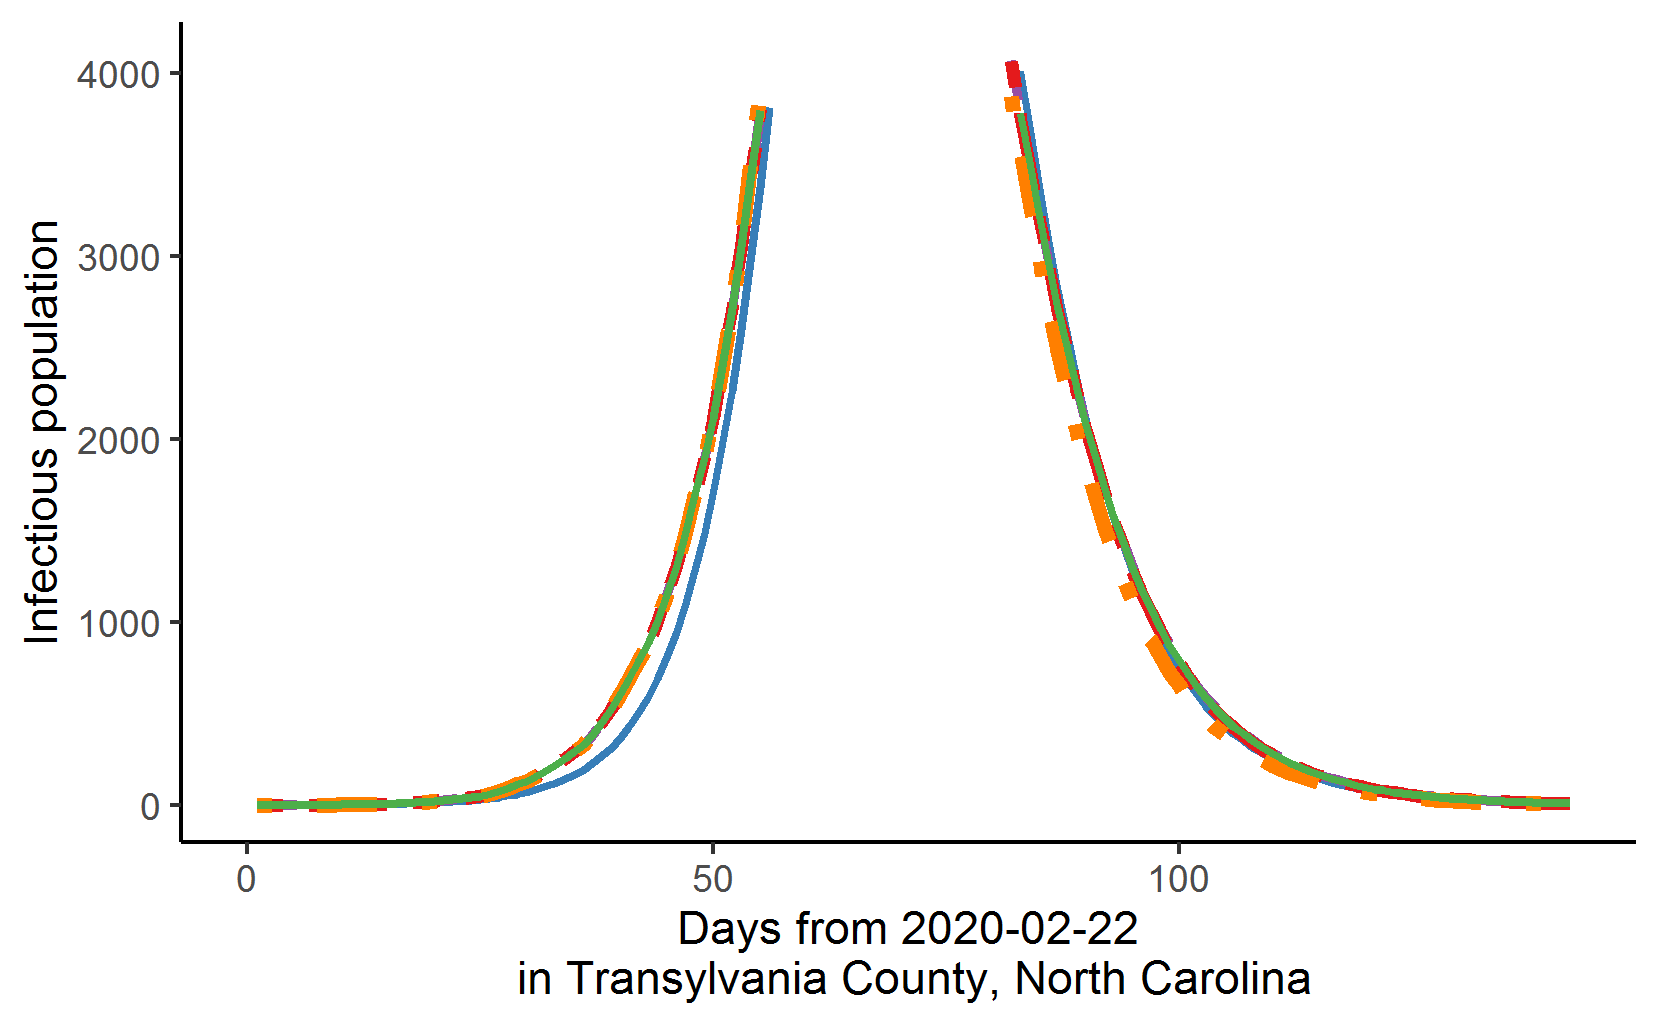 Infectious population
4000
3000
2000
1000
0
0 50 100
Days from 2020-02-22
in Transylvania County, North Carolina